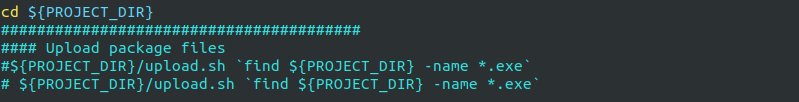 cd ${PROJECT_DIR}
########################################
#### Upload package files
#${PROJECT_DIR}/upload.sh `find ${PROJECT_DIR} -name *.exe`
# ${PROJECT_DIR}/upload.sh `find ${PROJECT_DIR} -name *.exe`